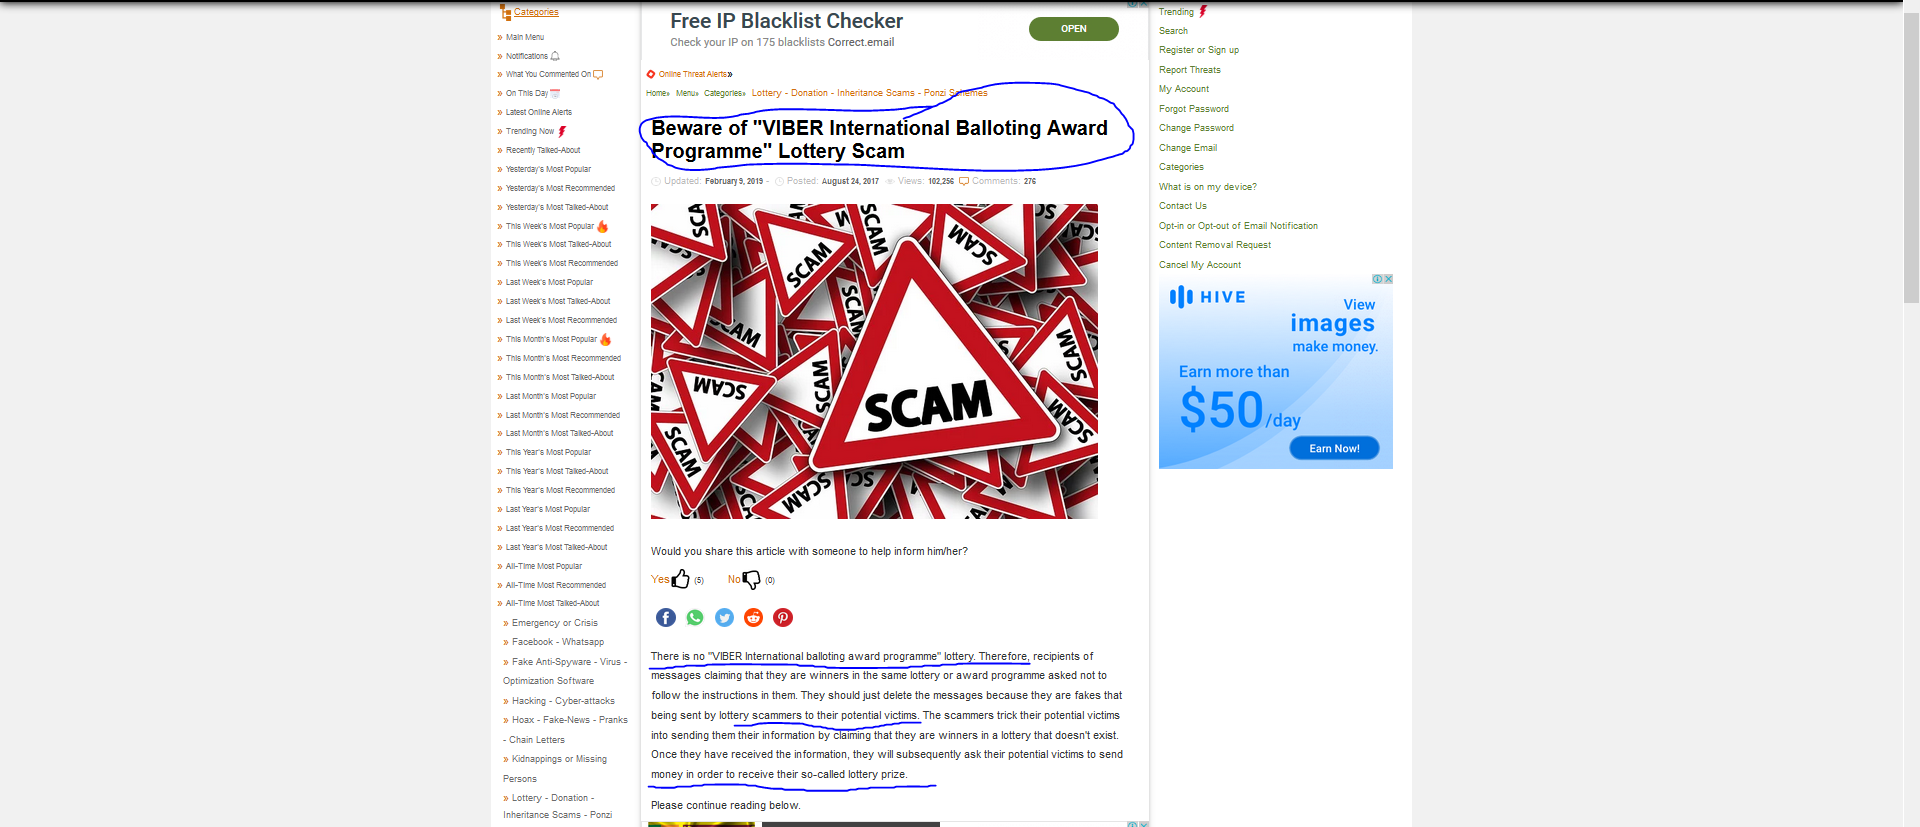 Categories
» Main Menu
» Notifications
» What You Commented On
» On This Day
» Latest Online Alerts
» Trending Now
» Recently Talked-About
» Yesterday's Most Popular
» Yesterday's Most Recommended
» Yesterday's Most Talked-About
» This Week's Most Popular
» This Week's Most Talked-About
» This Week's Most Recommended
» Last Week's Most Popular
» Last Week's Most Talked-About
» Last Week's Most Recommended
» This Month's Most Popular
» This Month's Most Recommended
» This Month's Most Talked-About
» Last Month's Most Popular
» Last Month's Most Recommended
» Last Month's Most Talked-About
» This Year's Most Popular
» This Year's Most Talked-About
» This Year's Most Recommended
» Last Year's Most Popular
» Last Year's Most Recommended
» Last Year's Most Talked-About
» All-Time Most Popular
» All-Time Most Recommended
» All-Time Most Talked-About
» Emergency or Crisis
» Facebook - Whatsapp
» Fake Anti-Spyware - Virus -
Optimization Software
» Hacking - Cyber-attacks
» Hoax - Fake-News - Pranks
- Chain Letters
» Kidnappings or Missing
Persons
» Lottery - Donation -
Inheritance Scams - Ponzi
Free IP Blacklist Checker
Check your IP on 175 blacklists Correct.email
OPEN
Online Threat Alerts»
Home» Menu» Categories» Lottery - Donation - Inheritance Scams - Ponzi Schemes
Beware of "VIBER International Balloting Award
Programme" Lottery Scam
Updated: February 9, 2019 - Posted: August 24, 2017 Views: 102,256 Comments: 276
SCAM
SCAM
SCAM
SCAM
SCAM
SCAM
SCAM
SCAM
SCAM
SCAM
SCAM
Would you share this article with someone to help inform him/her?
Yes (5) No (0)
There is no "VIBER International balloting award programme" lottery. Therefore, recipients of
messages claiming that they are winners in the same lottery or award programme asked not to
follow the instructions in them. They should just delete the messages because they are fakes that
being sent by lottery scammers to their potential victims. The scammers trick their potential victims
into sending them their information by claiming that they are winners in a lottery that doesn't exist.
Once they have received the information, they will subsequently ask their potential victims to send
money in order to receive their so-called lottery prize.
Please continue reading below.
Trending
Search
Register or Sign up
Report Threats
My Account
Forgot Password
Change Password
Change Email
Categories
What is on my device?
Contact Us
Opt-in or Opt-out of Email Notification
Content Removal Request
Cancel My Account
HIVE
View
images
make money.
Earn more than
$50/day
Earn Now!